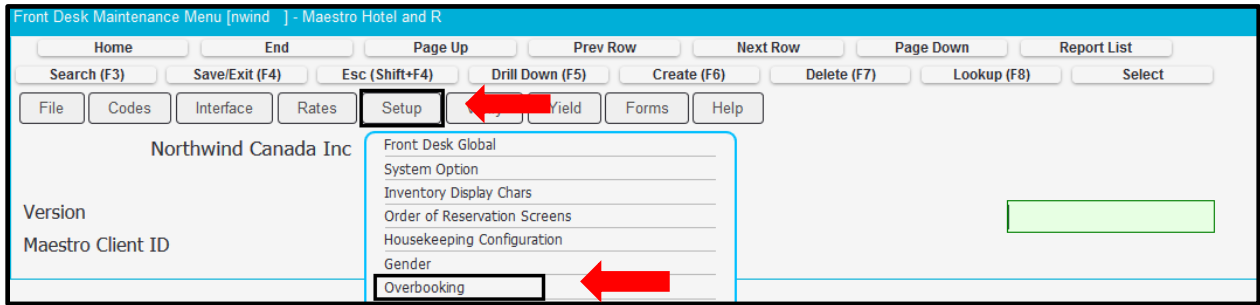 Front Desk Maintenance Menu [nwind ] - Maestro Hotel and R
Home End Page Up Prev Row Next Row Page Down Report List
Search (F3) Save/Exit (F4) Esc (Shift+F4) Drill Down (F5) Create (F6) Delete (F7) Lookup (F8) Select
File Codes Interface Rates Setup Yield Forms Help
Northwind Canada Inc
Front Desk Global
System Option
Inventory Display Chars
Version
Order of Reservation Screens
Maestro Client ID
Housekeeping Configuration
Gender
Overbooking